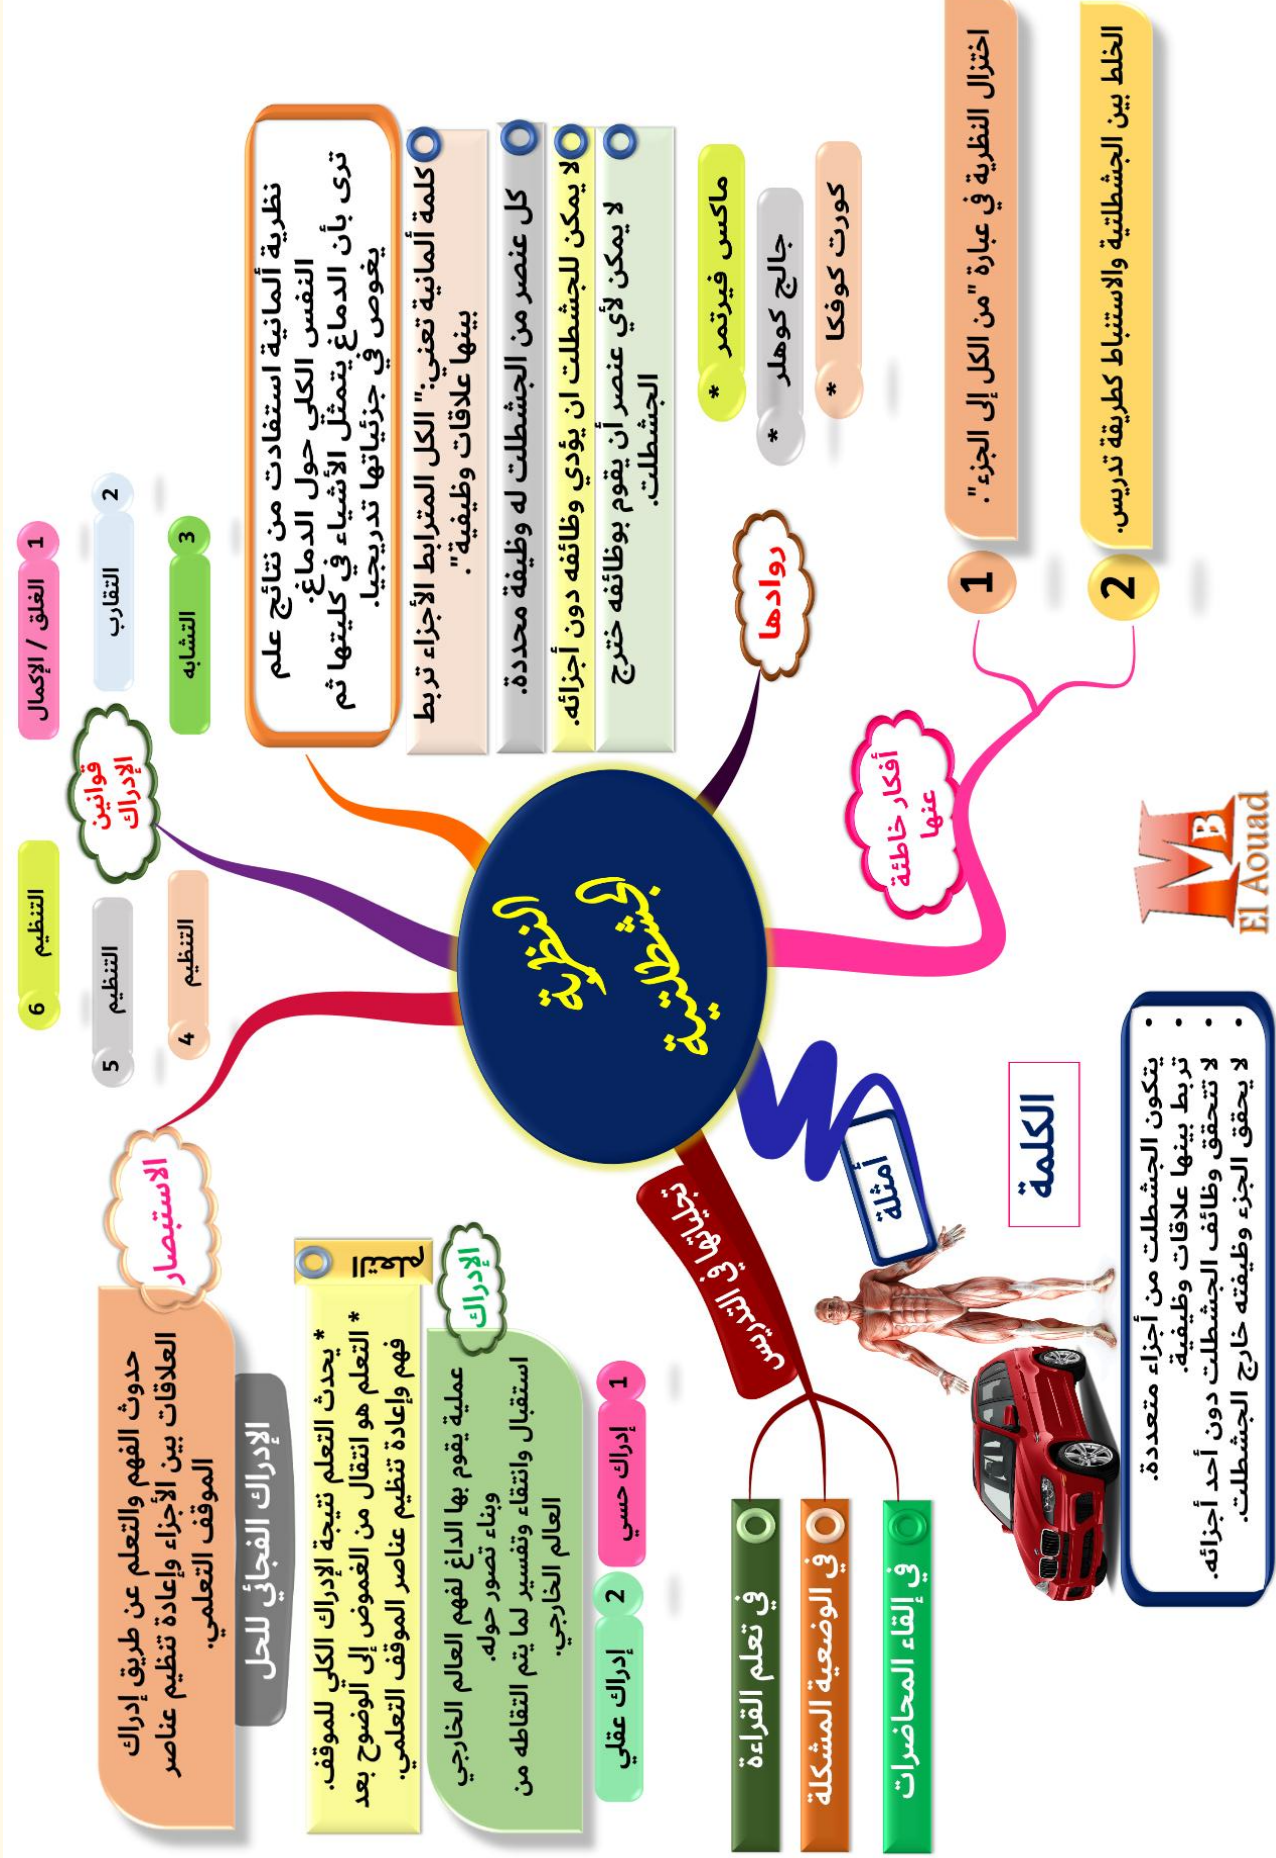 النظرية
الجشطلتية
نظرية ألمانية استفادت من نتائج علم
النفس الكلي حول الدماغ.
ترى بأن الدماغ يتمثل الأشياء في كليتها ثم
يغوص في جزئياتها تدريجيا.
كلمة ألمانية تعني:" الكل المترابط الأجزاء تربط
بينها علاقات وظيفية".
كل عنصر من الجشطلت له وظيفة محددة.
لا يمكن للجشطلت ان يؤدي وظائفه دون أجزائه.
لا يمكن لأي عنصر أن يقوم بوظائفه خترج
الجشطلت.
روادها
* ماكس فيرتمر
* جالج كوهلر
* كورت كوفكا
أفكار خاطئة
عنها
1
اختزال النظرية في عبارة "من الكل إلى الجزء".
2
الخلط بين الجشطلتية والاستنباط كطريقة تدريس.
قوانين
الإدراك
1 الغلق / الإكمال
2 التقارب
3 التشابه
4 التنظيم
5 التنظيم
6 التنظيم
الاستبصار
حدوث الفهم والتعلم عن طريق إدراك
العلاقات بين الأجزاء وإعادة تنظيم عناصر
الموقف التعلمي.
الإدراك الفجائي للحل
التعلم
* يحدث التعلم نتيجة الإدراك الكلي للموقف.
* التعلم هو انتقال من الغموض إلى الوضوح بعد
فهم وإعادة تنظيم عناصر الموقف التعلمي.
الإدراك
عملية يقوم بها الداغ لفهم العالم الخارجي
وبناء تصور حوله.
استقبال وانتقاء وتفسير لما يتم التقاطه من
العالم الخارجي.
1 إدراك حسي
2 إدراك عقلي
تجلياتها في التدريس
في تعلم القراءة
في الوضعية المشكلة
في إلقاء المحاضرات
أمثلة
الكلمة
• يتكون الجشطلت من أجزاء متعددة.
• تربط بينها علاقات وظيفية.
• لا تتحقق وظائف الجشطلت دون أحد أجزائه.
• لا يحقق الجزء وظيفته خارج الجشطلت.
MB
El Aouad